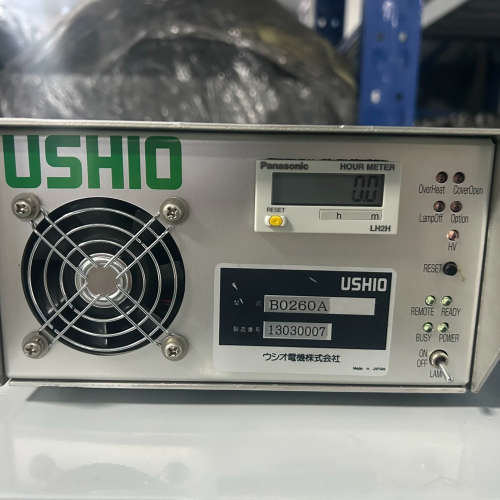 USHIO
Panasonic HOUR METER
0.0
RESET
h m
LH2H
OverHeat CoverOpen
LampOff Option
HV
RESET
USHIO
型 式 B0260A
製造番号 13030007
ウシオ電機株式会社
Made in JAPAN
REMOTE READY
BUSY POWER
ON
OFF
LAMP